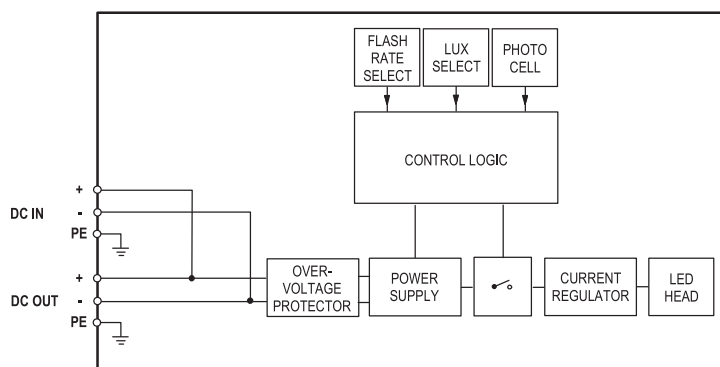 FLASH
RATE
SELECT
LUX
SELECT
PHOTO
CELL
CONTROL LOGIC
+
DC IN
-
PE
+
DC OUT
-
PE
OVER-
VOLTAGE
PROTECTOR
POWER
SUPPLY
CURRENT
REGULATOR
LED
HEAD